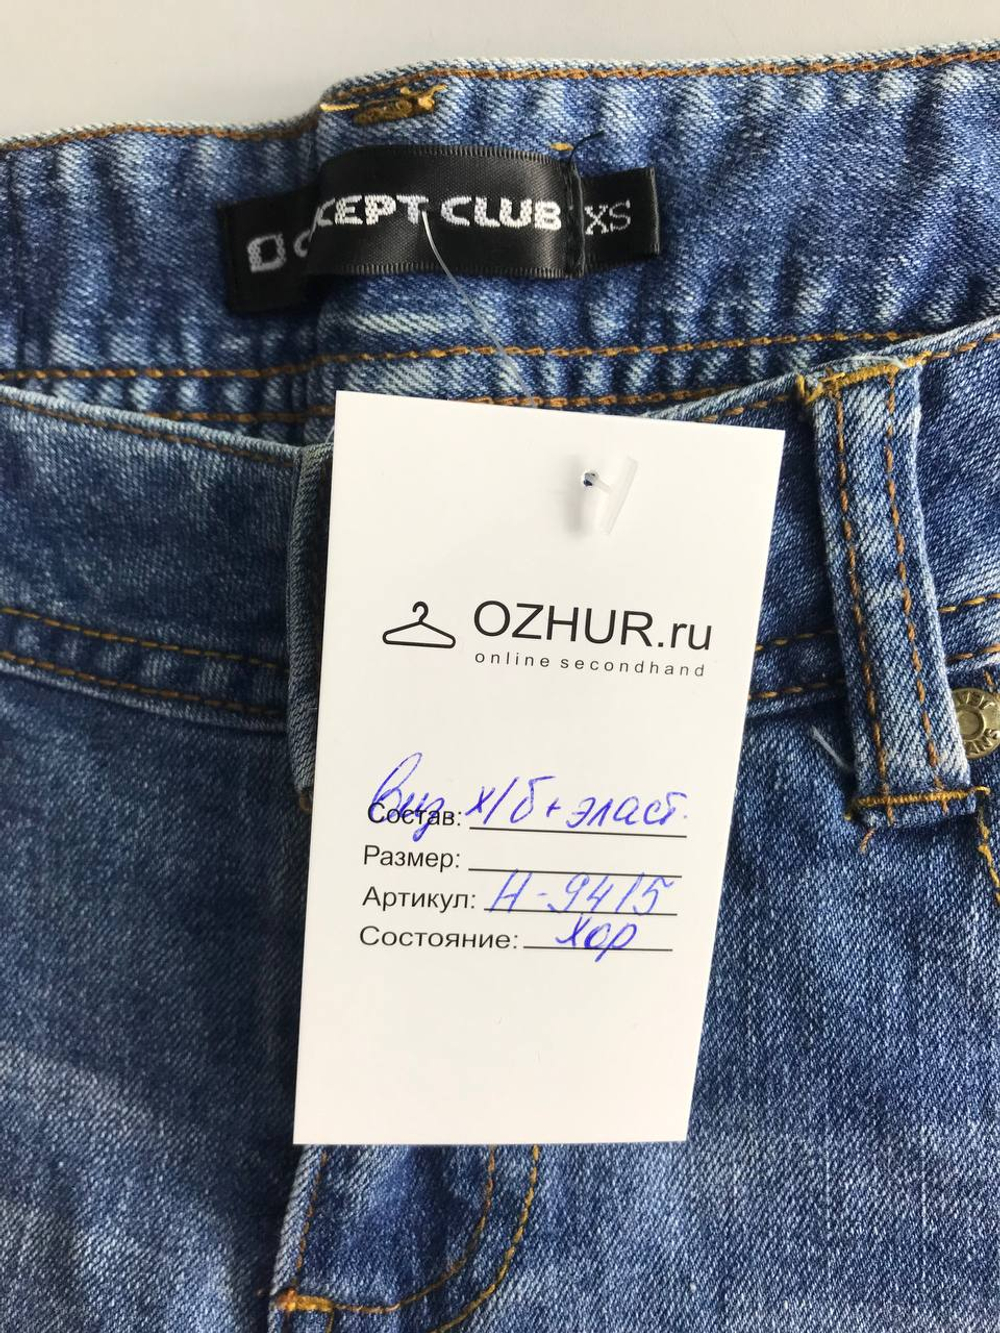 CEPT CLUB XS
OZHUR.ru
online secondhand
Состав: Виз х/б + эласт.
Размер:
Артикул: Н-9415
Состояние: хор